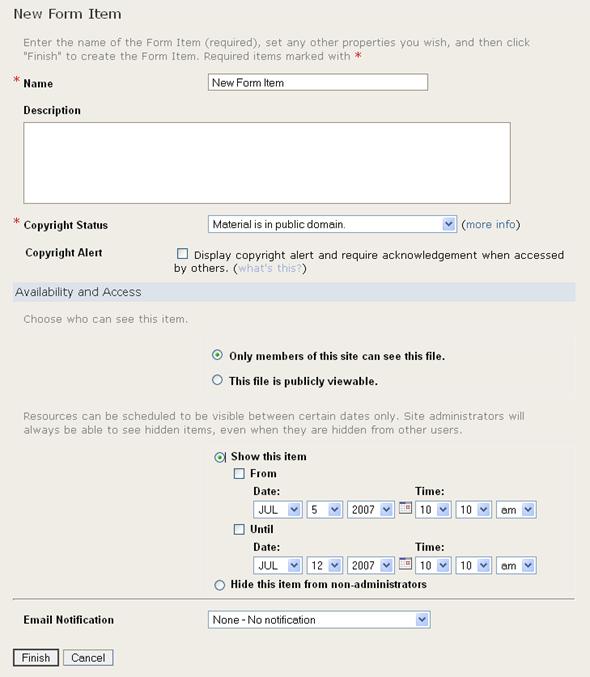 New Form Item
Enter the name of the Form Item (required), set any other properties you wish, and then click
"Finish" to create the Form Item. Required items marked with *
* Name New Form Item
Description
* Copyright Status Material is in public domain. (more info)
Copyright Alert Display copyright alert and require acknowledgement when accessed
by others. (what's this?)
Availability and Access
Choose who can see this item.
Only members of this site can see this file.
This file is publicly viewable.
Resources can be scheduled to be visible between certain dates only. Site administrators will
always be able to see hidden items, even when they are hidden from other users.
Show this item
From
Date: Time:
JUL 5 2007 10 10 am
Until
Date: Time:
JUL 12 2007 10 10 am
Hide this item from non-administrators
Email Notification None - No notification
Finish Cancel